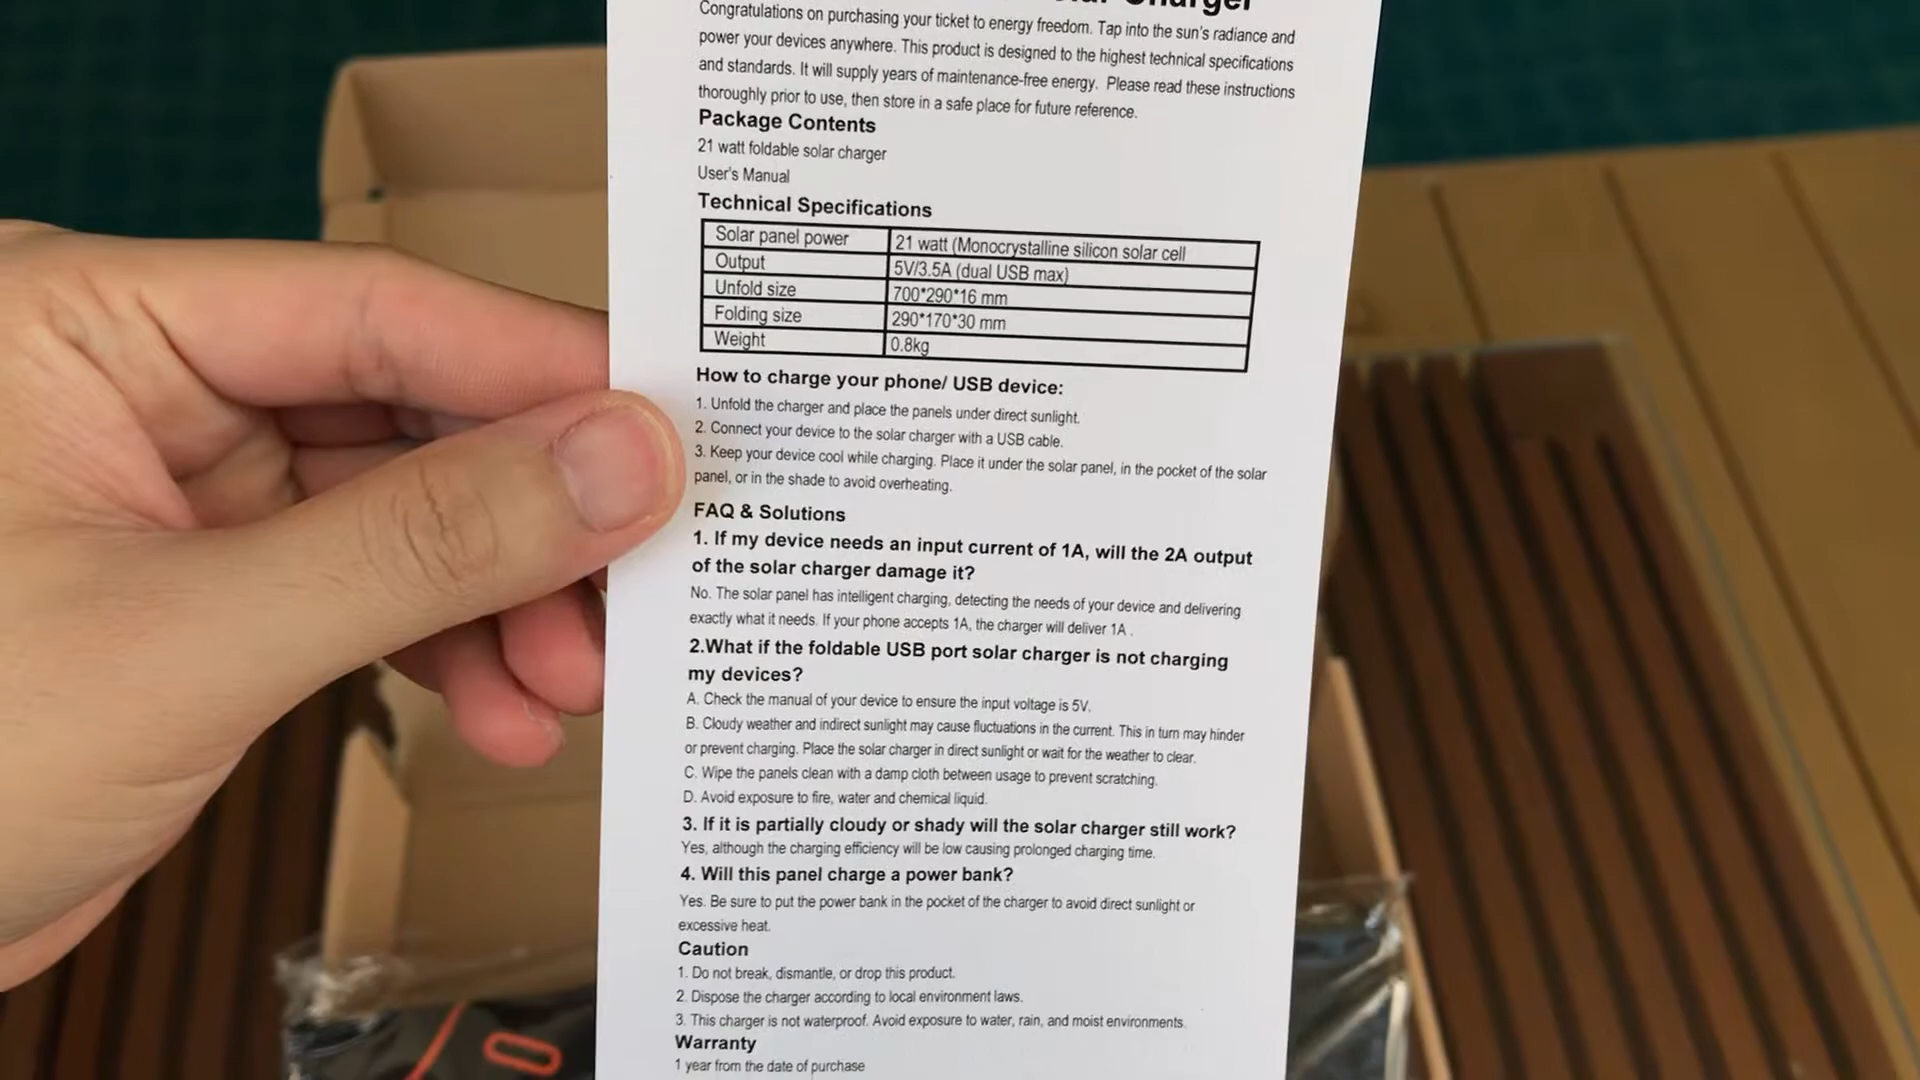 Solar Charger
Congratulations on purchasing your ticket to energy freedom. Tap into the sun's radiance and
power your devices anywhere. This product is designed to the highest technical specifications
and standards. It will supply years of maintenance-free energy. Please read these instructions
thoroughly prior to use, then store in a safe place for future reference.
Package Contents
21 watt foldable solar charger
User's Manual
Technical Specifications
Solar panel power 21 watt (Monocrystalline silicon solar cell
Output 5V/3.5A (dual USB max)
Unfold size 700*290*16 mm
Folding size 290*170*30 mm
Weight 0.8kg
How to charge your phone/ USB device:
1. Unfold the charger and place the panels under direct sunlight.
2. Connect your device to the solar charger with a USB cable.
3. Keep your device cool while charging. Place it under the solar panel, in the pocket of the solar
panel, or in the shade to avoid overheating.
FAQ & Solutions
1. If my device needs an input current of 1A, will the 2A output
of the solar charger damage it?
No. The solar panel has intelligent charging, detecting the needs of your device and delivering
exactly what it needs. If your phone accepts 1A, the charger will deliver 1A .
2.What if the foldable USB port solar charger is not charging
my devices?
A. Check the manual of your device to ensure the input voltage is 5V.
B. Cloudy weather and indirect sunlight may cause fluctuations in the current. This in turn may hinder
or prevent charging. Place the solar charger in direct sunlight or wait for the weather to clear.
C. Wipe the panels clean with a damp cloth between usage to prevent scratching.
D. Avoid exposure to fire, water and chemical liquid.
3. If it is partially cloudy or shady will the solar charger still work?
Yes, although the charging efficiency will be low causing prolonged charging time.
4. Will this panel charge a power bank?
Yes. Be sure to put the power bank in the pocket of the charger to avoid direct sunlight or
excessive heat.
Caution
1. Do not break, dismantle, or drop this product.
2. Dispose the charger according to local environment laws.
3. This charger is not waterproof. Avoid exposure to water, rain, and moist environments.
Warranty
1 year from the date of purchase